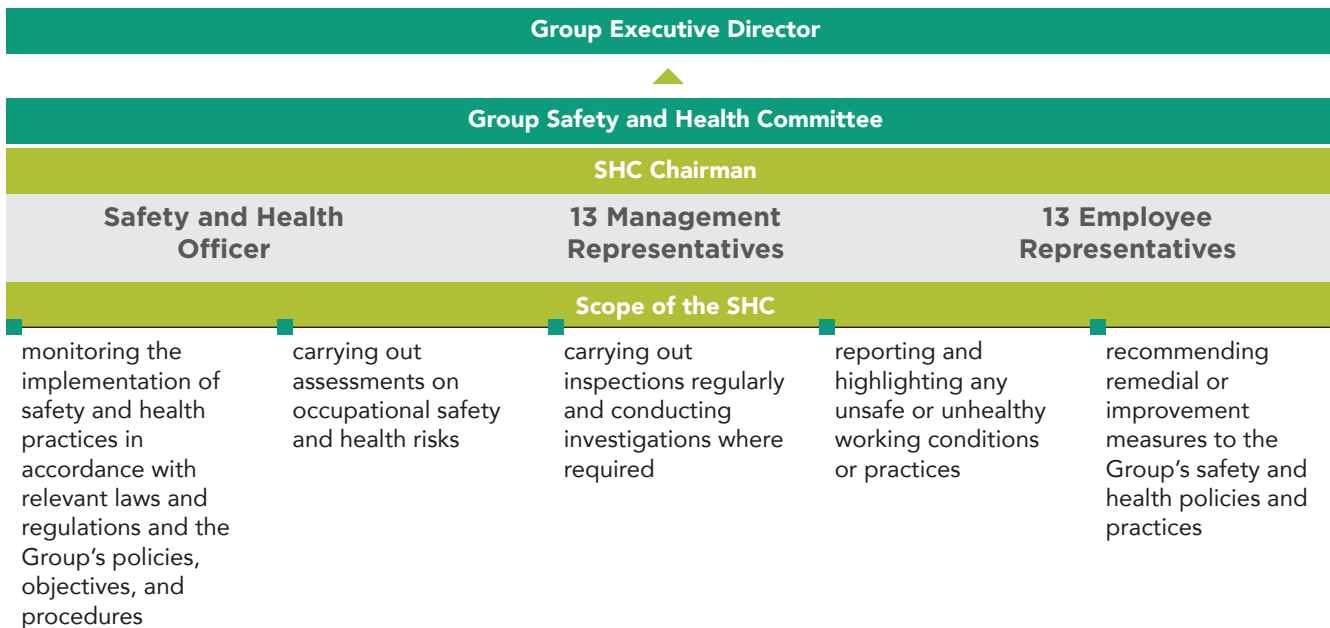 Group Executive Director
Group Safety and Health Committee
SHC Chairman
Safety and Health
Officer
13 Management
Representatives
13 Employee
Representatives
Scope of the SHC
monitoring the
implementation of
safety and health
practices in
accordance with
relevant laws and
regulations and the
Group’s policies,
objectives, and
procedures
carrying out
assessments on
occupational safety
and health risks
carrying out
inspections regularly
and conducting
investigations where
required
reporting and
highlighting any
unsafe or unhealthy
working conditions
or practices
recommending
remedial or
improvement
measures to the
Group’s safety and
health policies and
practices